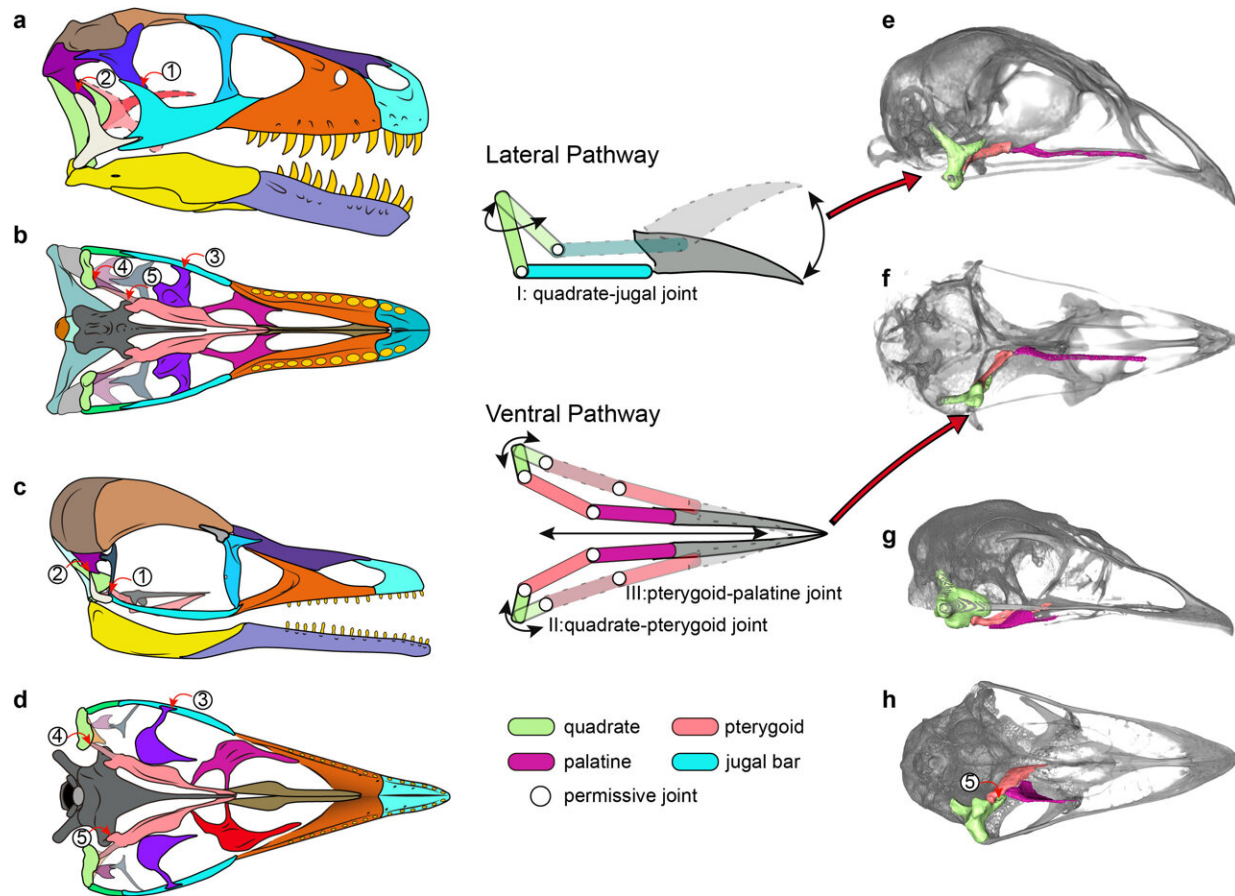 a
①
②
b
③
④
⑤
c
②
①
d
③
④
⑤
Lateral Pathway
I: quadrate-jugal joint
Ventral Pathway
III:pterygoid-palatine joint
II:quadrate-pterygoid joint
quadrate
pterygoid
palatine
jugal bar
permissive joint
e
f
g
h
⑤